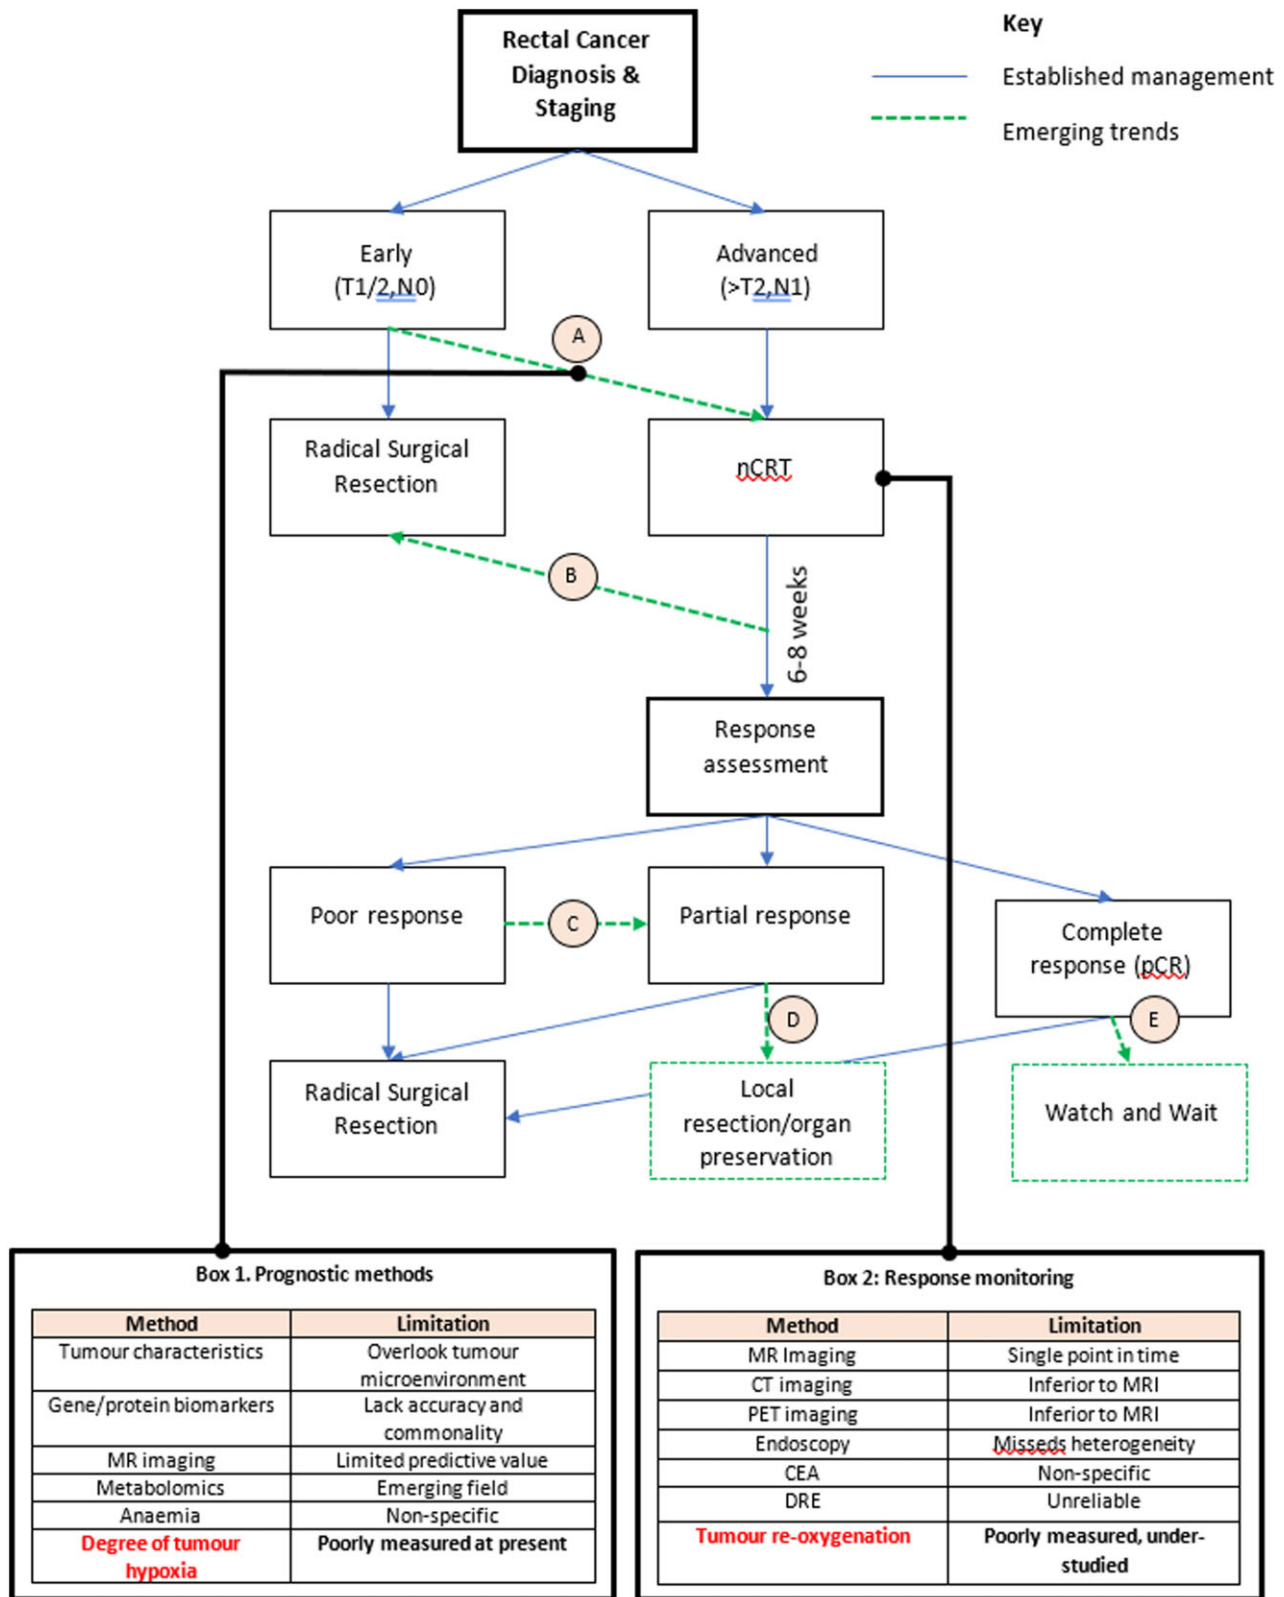 Rectal Cancer
Diagnosis &
Staging
Key
Established management
Emerging trends
Early
(T1/2,N0)
Advanced
(>T2,N1)
A
Radical Surgical
Resection
nCRT
B
6-8 weeks
Response
assessment
Poor response
C
Partial response
Complete
response (pCR)
D
E
Radical Surgical
Resection
Local
resection/organ
preservation
Watch and Wait
Box 1. Prognostic methods
Method Limitation
Tumour characteristics Overlook tumour
microenvironment
Gene/protein biomarkers Lack accuracy and
commonality
MR imaging Limited predictive value
Metabolomics Emerging field
Anaemia Non-specific
Degree of tumour Poorly measured at present
hypoxia
Box 2: Response monitoring
Method Limitation
MR Imaging Single point in time
CT imaging Inferior to MRI
PET imaging Inferior to MRI
Endoscopy Misseds heterogeneity
CEA Non-specific
DRE Unreliable
Tumour re-oxygenation Poorly measured, under-
studied